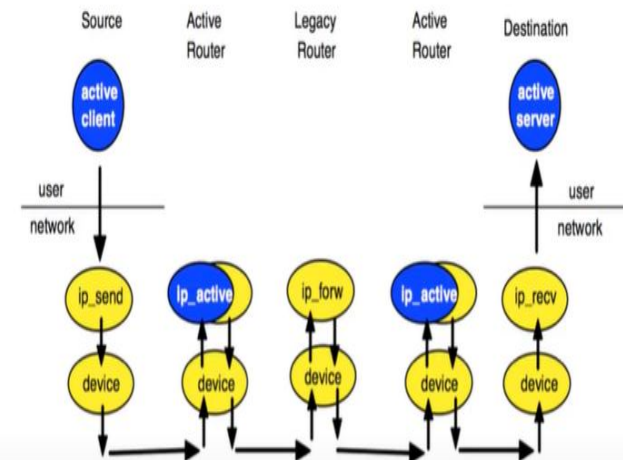 Source
Active
Router
Legacy
Router
Active
Router
Destination
active
client
active
server
user
network
user
network
ip_send
Ip_active
ip_forw
ip_active
ip_recv
device
device
device
device
device